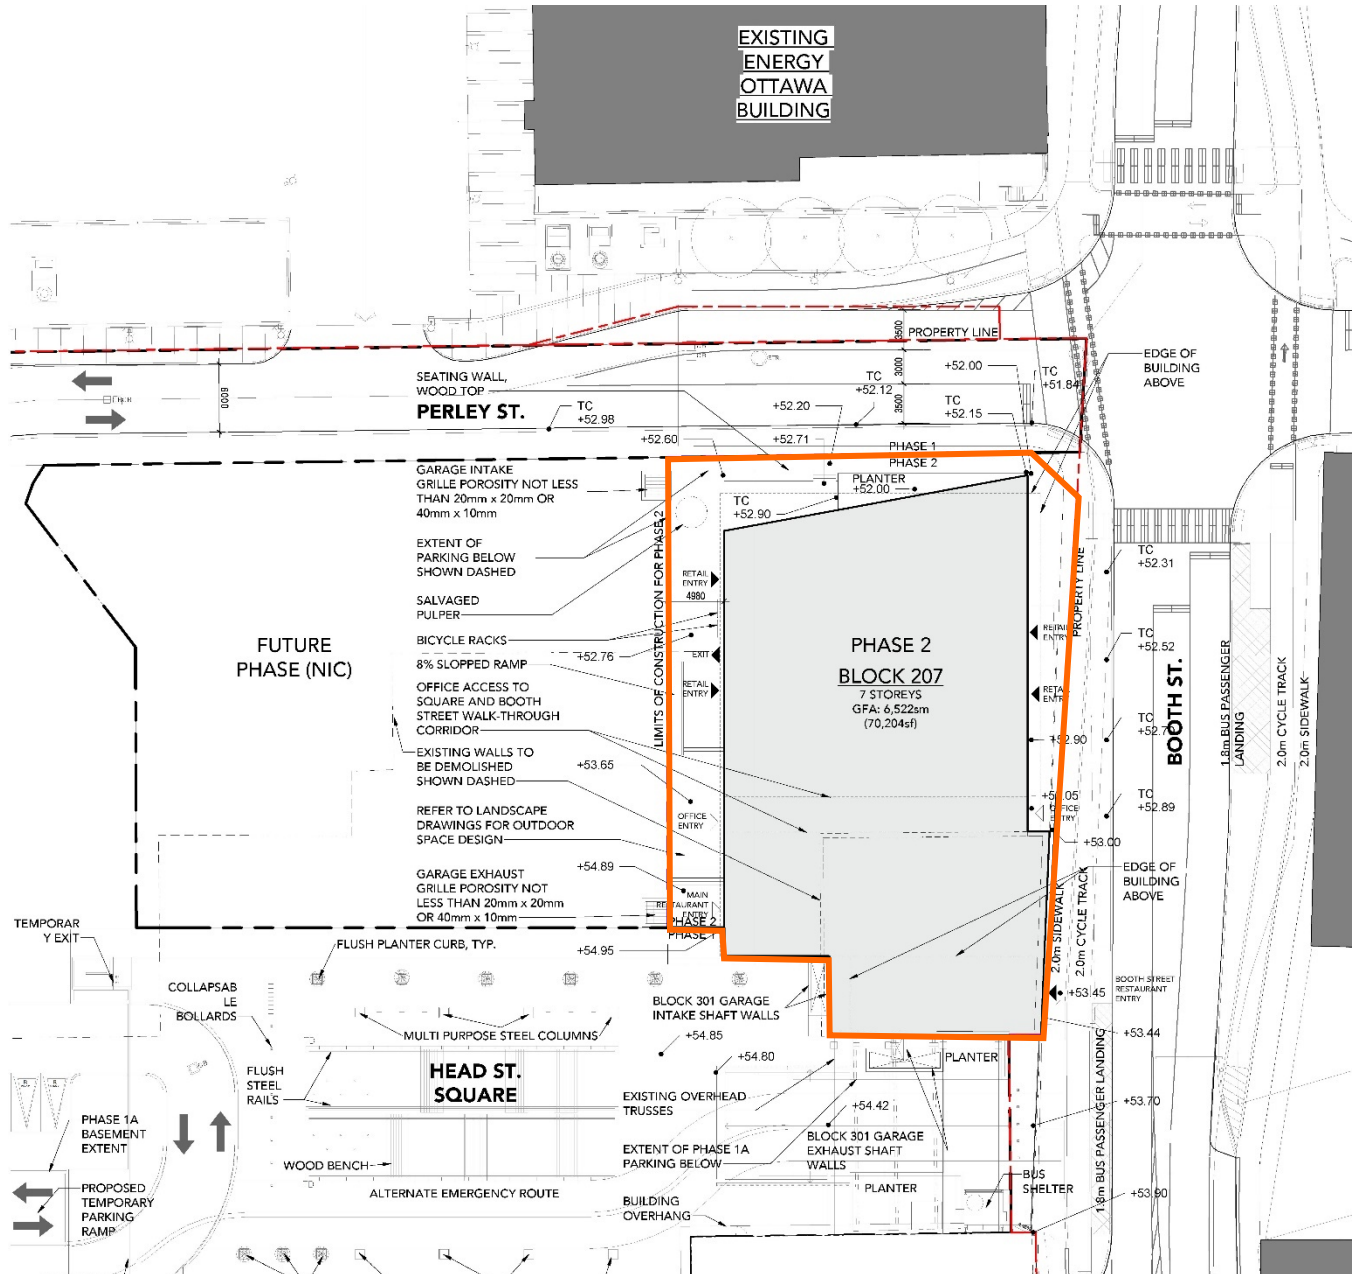 EXISTING
ENERGY
OTTAWA
BUILDING
PROPERTY LINE
3500
3000
3500
6000
EDGE OF
BUILDING
ABOVE
SEATING WALL,
WOOD TOP
PERLEY ST.
TC
+52.98
TC
+52.12
+52.00
TC
+51.84
TC
+52.15
+52.20
+52.60
+52.71
PHASE 1
PHASE 2
PLANTER
+52.00
TC
+52.90
GARAGE INTAKE
GRILLE POROSITY NOT LESS
THAN 20mm x 20mm OR
40mm x 10mm
EXTENT OF
PARKING BELOW
SHOWN DASHED
SALVAGED
PULPER
BICYCLE RACKS
+52.76
8% SLOPPED RAMP
OFFICE ACCESS TO
SQUARE AND BOOTH
STREET WALK-THROUGH
CORRIDOR
EXISTING WALLS TO
BE DEMOLISHED
SHOWN DASHED
+53.65
REFER TO LANDSCAPE
DRAWINGS FOR OUTDOOR
SPACE DESIGN
+54.89
GARAGE EXHAUST
GRILLE POROSITY NOT
LESS THAN 20mm x 20mm
OR 40mm x 10mm
LIMITS OF CONSTRUCTION FOR PHASE 2
RETAIL
ENTRY
4980
EXIT
RETAIL
ENTRY
OFFICE
ENTRY
MAIN
RESTAURANT
ENTRY
PHASE 2
PHASE 1
+54.95
FUTURE
PHASE (NIC)
PHASE 2
BLOCK 207
7 STOREYS
GFA: 6,522sm
(70,204sf)
RETAIL
ENTRY
RETAIL
ENTRY
+52.90
OFFICE
ENTRY
+53.00
PROPERTY LINE
TC
+52.31
TC
+52.52
TC
TC
+52.89
BOOTH ST.
1.8m BUS PASSENGER
LANDING
2.0m CYCLE TRACK
2.0m SIDEWALK
EDGE OF
BUILDING
ABOVE
2.0m SIDEWALK
2.0m CYCLE TRACK
+53.45
BOOTH STREET
RESTAURANT
ENTRY
+53.44
1.8m BUS PASSENGER LANDING
TEMPORAR
Y EXIT
FLUSH PLANTER CURB, TYP.
COLLAPSAB
LE
BOLLARDS
MULTI PURPOSE STEEL COLUMNS
BLOCK 301 GARAGE
INTAKE SHAFT WALLS
+54.85
+54.80
PLANTER
FLUSH
STEEL
RAILS
HEAD ST.
SQUARE
EXISTING OVERHEAD
TRUSSES
+54.42
+53.70
PHASE 1A
BASEMENT
EXTENT
BLOCK 301 GARAGE
EXHAUST SHAFT
WALLS
EXTENT OF PHASE 1A
PARKING BELOW
WOOD BENCH
PROPOSED
TEMPORARY
PARKING
RAMP
ALTERNATE EMERGENCY ROUTE
PLANTER
BUS
SHELTER
+53.90
BUILDING
OVERHANG